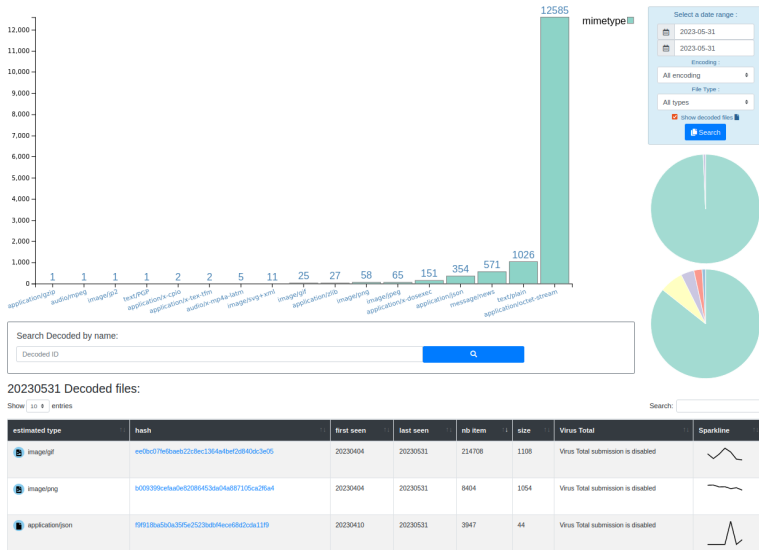 12585
mimetype
12,000
11,000
10,000
9,000
8,000
7,000
6,000
5,000
4,000
3,000
2,000
1,000
0
1 1 1 1 2 2 5 11 25 27 58 65 151 354 571 1026
application/gzip
audio/mpeg
image/jp2
text/PGP
application/x-cpio
application/x-tex-tfm
audio/x-mp4a-latm
image/svg+xml
image/gif
application/zlib
image/png
image/jpeg
application/x-dosexec
application/json
message/news
text/plain
application/octet-stream
Select a date range :
2023-05-31
2023-05-31
Encoding :
All encoding
File Type :
All types
Show decoded files
Search
Search Decoded by name:
Decoded ID
20230531 Decoded files:
Show 10 entries
Search:
estimated type hash first seen last seen nb item size Virus Total Sparkline
image/gif ee0bc07fe6baeb22c8ec1364a4bef2d840dc3e05 20230404 20230531 214708 1108 Virus Total submission is disabled
image/png b009399cefaa0e82086453da04a887105ca2f6a4 20230404 20230531 8404 1054 Virus Total submission is disabled
application/json f9f918ba5b0a35f5e2523bdbf4ece68d2cda11f9 20230410 20230531 3947 44 Virus Total submission is disabled